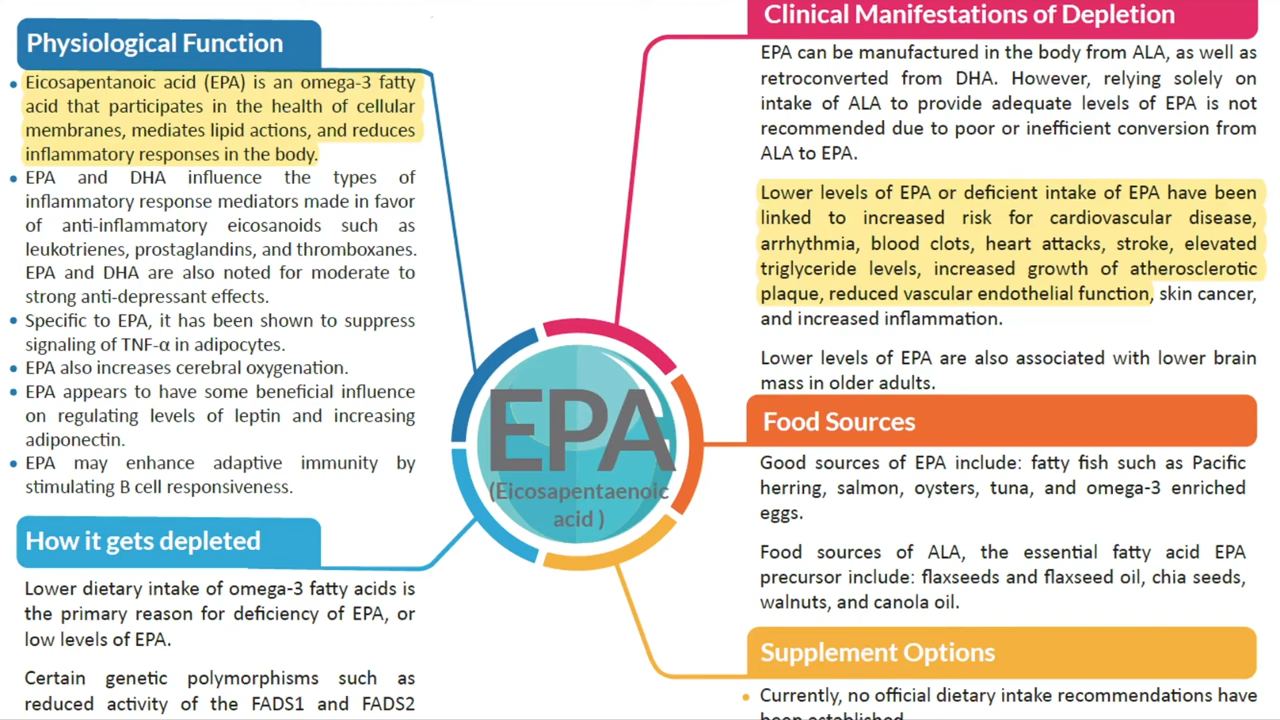 Physiological Function
• Eicosapentanoic acid (EPA) is an omega-3 fatty
acid that participates in the health of cellular
membranes, mediates lipid actions, and reduces
inflammatory responses in the body.
• EPA and DHA influence the types of
inflammatory response mediators made in favor
of anti-inflammatory eicosanoids such as
leukotrienes, prostaglandins, and thromboxanes.
EPA and DHA are also noted for moderate to
strong anti-depressant effects.
• Specific to EPA, it has been shown to suppress
signaling of TNF-α in adipocytes.
• EPA also increases cerebral oxygenation.
• EPA appears to have some beneficial influence
on regulating levels of leptin and increasing
adiponectin.
• EPA may enhance adaptive immunity by
stimulating B cell responsiveness.
How it gets depleted
Lower dietary intake of omega-3 fatty acids is
the primary reason for deficiency of EPA, or
low levels of EPA.
Certain genetic polymorphisms such as
reduced activity of the FADS1 and FADS2
EPA
(Eicosapentaenoic
acid )
Clinical Manifestations of Depletion
EPA can be manufactured in the body from ALA, as well as
retroconverted from DHA. However, relying solely on
intake of ALA to provide adequate levels of EPA is not
recommended due to poor or inefficient conversion from
ALA to EPA.
Lower levels of EPA or deficient intake of EPA have been
linked to increased risk for cardiovascular disease,
arrhythmia, blood clots, heart attacks, stroke, elevated
triglyceride levels, increased growth of atherosclerotic
plaque, reduced vascular endothelial function, skin cancer,
and increased inflammation.
Lower levels of EPA are also associated with lower brain
mass in older adults.
Food Sources
Good sources of EPA include: fatty fish such as Pacific
herring, salmon, oysters, tuna, and omega-3 enriched
eggs.
Food sources of ALA, the essential fatty acid EPA
precursor include: flaxseeds and flaxseed oil, chia seeds,
walnuts, and canola oil.
Supplement Options
• Currently, no official dietary intake recommendations have
been established